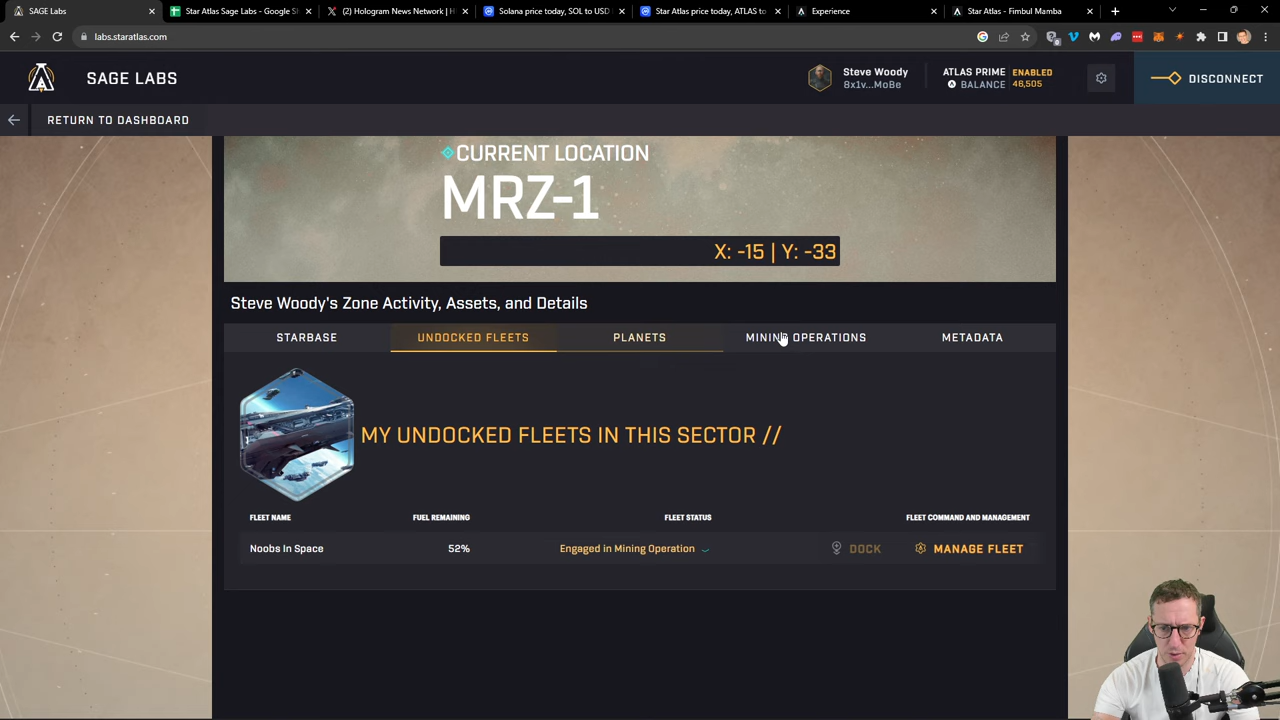 SAGE Labs
Star Atlas Sage Labs - Google Sh
(2) Hologram News Network | H
Solana price today, SOL to USD
Star Atlas price today, ATLAS to
Experience
Star Atlas - Fimbul Mamba
labs.staratlas.com
SAGE LABS
Steve Woody
8x1v...MoBe
ATLAS PRIME ENABLED
BALANCE 46,505
DISCONNECT
RETURN TO DASHBOARD
CURRENT LOCATION
MRZ-1
X: -15 | Y: -33
Steve Woody's Zone Activity, Assets, and Details
STARBASE UNDOCKED FLEETS PLANETS MINING OPERATIONS METADATA
MY UNDOCKED FLEETS IN THIS SECTOR //
FLEET NAME FUEL REMAINING FLEET STATUS FLEET COMMAND AND MANAGEMENT
Noobs In Space 52% Engaged in Mining Operation DOCK MANAGE FLEET